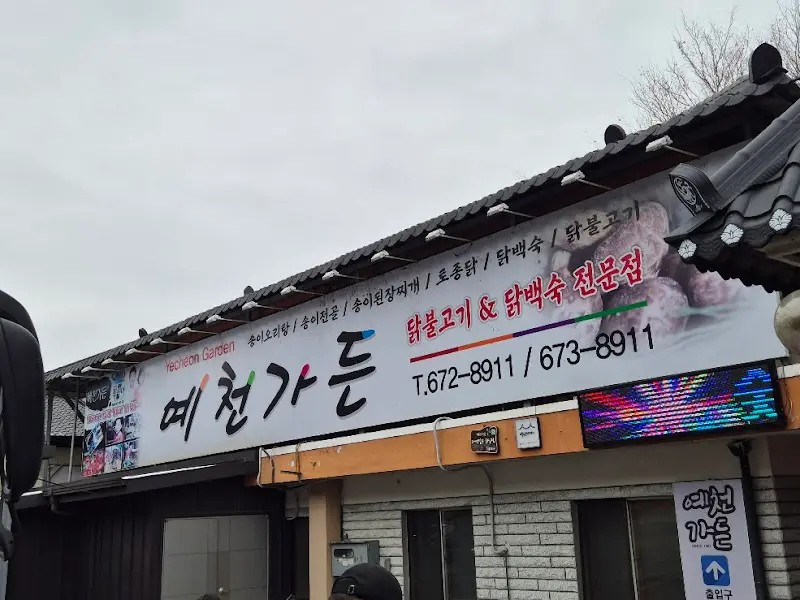 송이오리탕 / 송이전골 / 송이된장찌개 / 토종닭 / 닭백숙 / 닭불고기
Yecheon Garden
예천가든
닭불고기 & 닭백숙 전문점
T.672-8911 / 673-8911
예천
가든
출입구